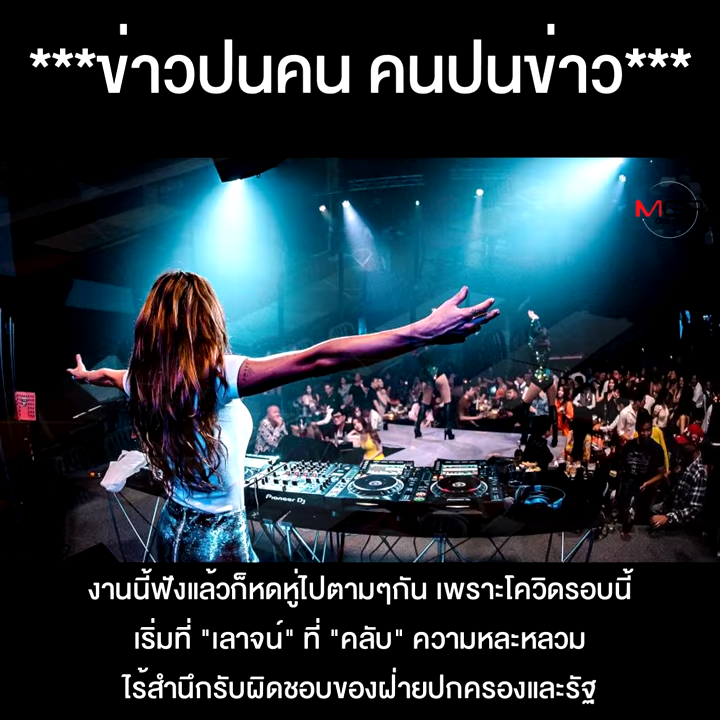 ***ข่าวปนคน คนปนข่าว***
M
Pioneer Dj
งานนี้ฟังแล้วก็หดหู่ไปตามๆกัน เพราะโควิดรอบนี้
เริ่มที่ "เลาจน์" ที่ "คลับ" ความหละหลวม
ไร้สำนึกรับผิดชอบของฝ่ายปกครองและรัฐ